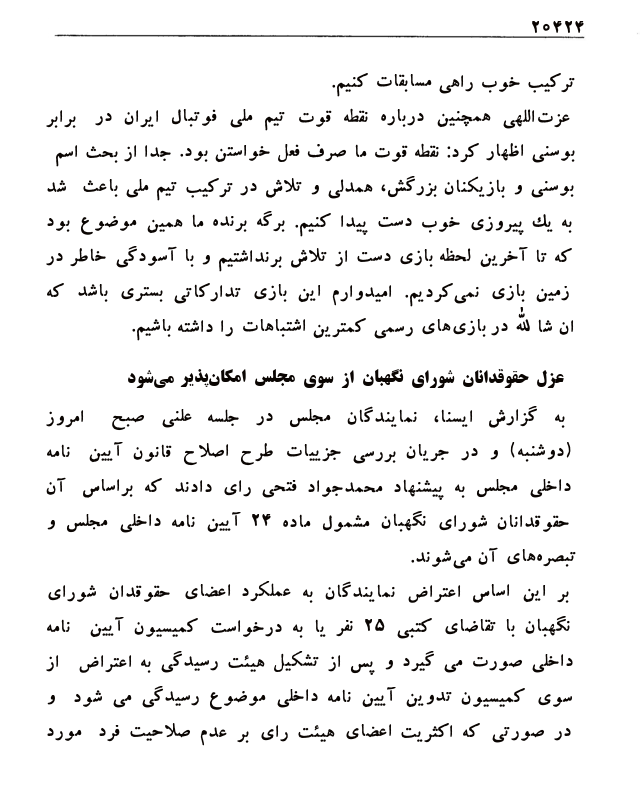 ۲۰۴۲۴
ترکیب خوب راهی مسابقات کنیم.
عزت‌اللهی همچنین درباره نقطه قوت تیم ملی فوتبال ایران در برابر
بوسنی اظهار کرد: نقطه قوت ما صرف فعل خواستن بود. جدا از بحث اسم
بوسنی و بازیکنان بزرگش، همدلی و تلاش در ترکیب تیم ملی باعث شد
به یك پیروزی خوب دست پیدا کنیم. برگه برنده ما همین موضوع بود
که تا آخرین لحظه بازی دست از تلاش برنداشتیم و با آسودگی خاطر در
زمین بازی نمی‌کردیم. امیدوارم این بازی تدارکاتی بستری باشد که
ان شا لله در بازی‌های رسمی کمترین اشتباهات را داشته باشیم.
عزل حقوقدانان شورای نگهبان از سوی مجلس امکان‌پذیر می‌شود
به گزارش ایسنا، نمایندگان مجلس در جلسه علنی صبح امروز
(دوشنبه) و در جریان بررسی جزییات طرح اصلاح قانون آیین نامه
داخلی مجلس به پیشنهاد محمدجواد فتحی رای دادند که براساس آن
حقوقدانان شورای نگهبان مشمول ماده ۲۴ آیین نامه داخلی مجلس و
تبصره‌های آن می‌شوند.
بر این اساس اعتراض نمایندگان به عملکرد اعضای حقوقدان شورای
نگهبان با تقاضای کتبی ۲۵ نفر یا به درخواست کمیسیون آیین نامه
داخلی صورت می گیرد و پس از تشکیل هیئت رسیدگی به اعتراض از
سوی کمیسیون تدوین آیین نامه داخلی موضوع رسیدگی می شود و
در صورتی که اکثریت اعضای هیئت رای بر عدم صلاحیت فرد مورد